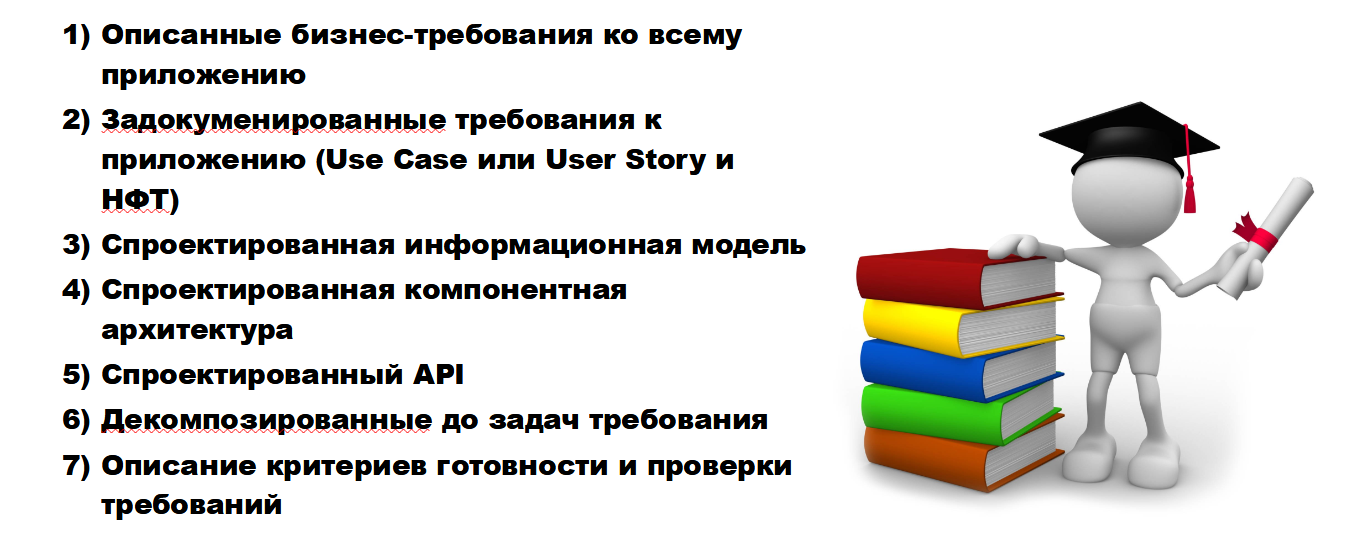 1) Описанные бизнес-требования ко всему
приложению
2) Задокуменированные требования к
приложению (Use Case или User Story и
НФТ)
3) Спроектированная информационная модель
4) Спроектированная компонентная
архитектура
5) Спроектированный API
6) Декомпозированные до задач требования
7) Описание критериев готовности и проверки
требований